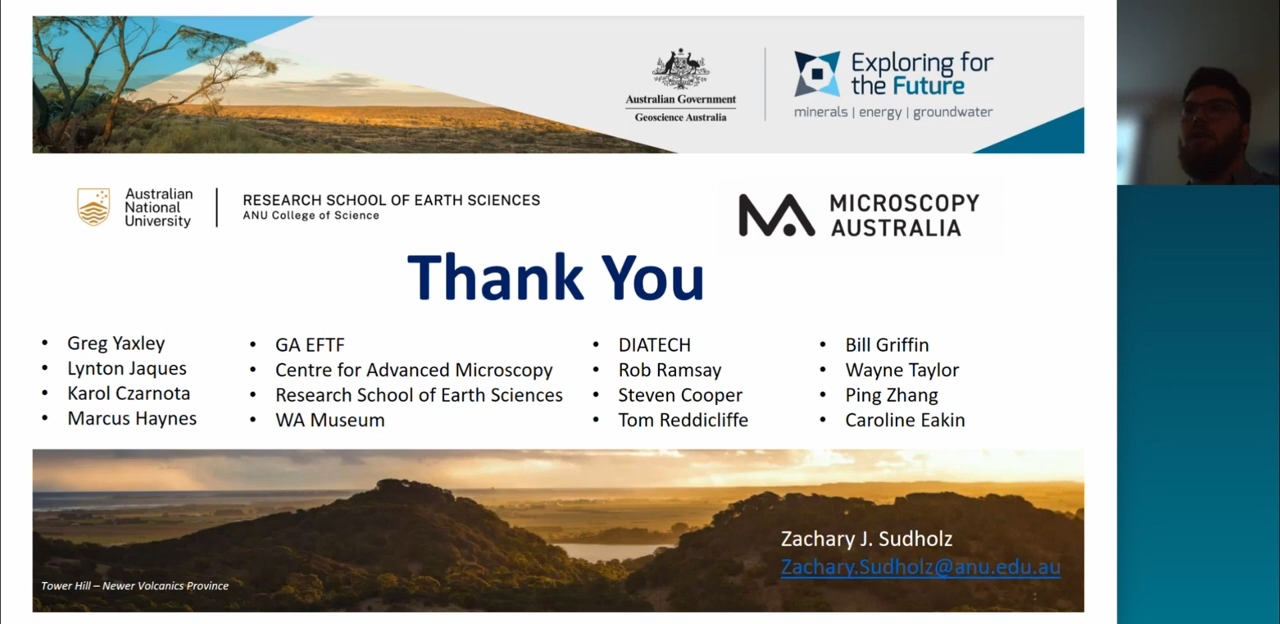 Australian Government
Geoscience Australia
Exploring for
the Future
minerals | energy | groundwater
Australian
National
University
RESEARCH SCHOOL OF EARTH SCIENCES
ANU College of Science
MICROSCOPY
AUSTRALIA
Thank You
• Greg Yaxley
• Lynton Jaques
• Karol Czarnota
• Marcus Haynes
• GA EFTF
• Centre for Advanced Microscopy
• Research School of Earth Sciences
• WA Museum
• DIATECH
• Rob Ramsay
• Steven Cooper
• Tom Reddicliffe
• Bill Griffin
• Wayne Taylor
• Ping Zhang
• Caroline Eakin
Zachary J. Sudholz
Zachary.Sudholz@anu.edu.au
Tower Hill – Newer Volcanics Province